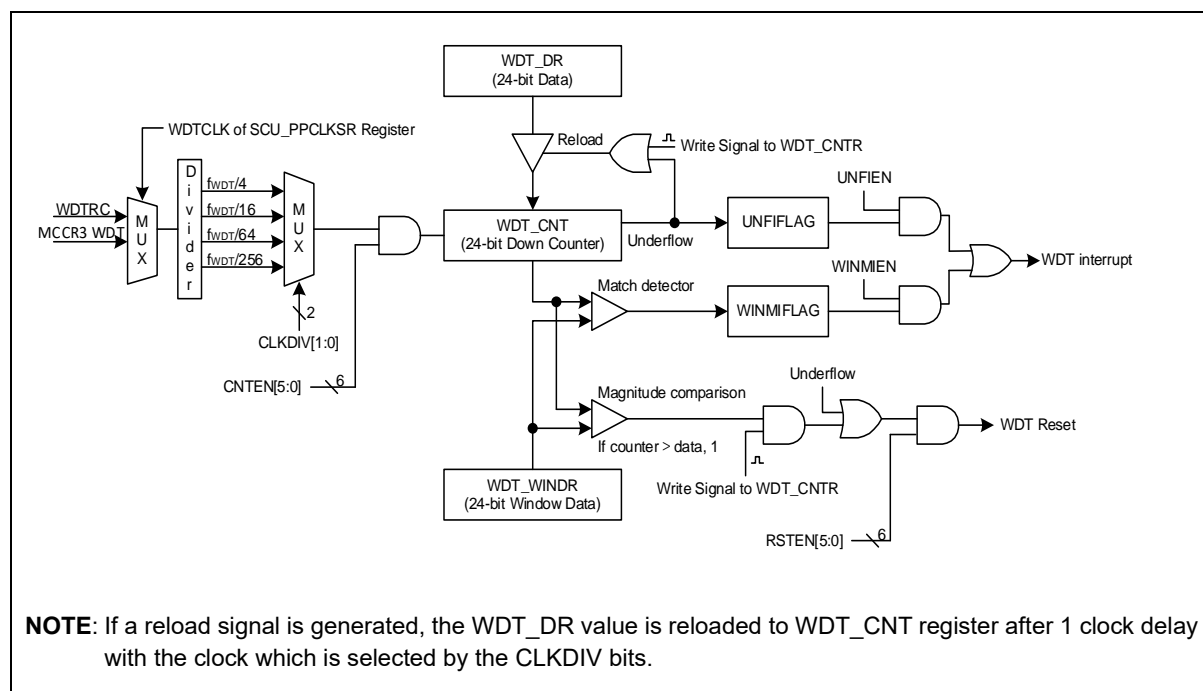 WDT_DR
(24-bit Data)
WDTCLK of SCU_PPCLKSR Register
Reload
Write Signal to WDT_CNTR
WDTRC
MCCR3 WDT
MUX
Divider
fWDT/4
fWDT/16
fWDT/64
fWDT/256
MUX
2
CLKDIV[1:0]
CNTEN[5:0]
6
WDT_CNT
(24-bit Down Counter)
Underflow
UNFIFLAG
UNFIEN
WDT interrupt
Match detector
WINMIFLAG
WINMIEN
Magnitude comparison
If counter > data, 1
Underflow
WDT Reset
Write Signal to WDT_CNTR
WDT_WINDR
(24-bit Window Data)
RSTEN[5:0]
6
NOTE: If a reload signal is generated, the WDT_DR value is reloaded to WDT_CNT register after 1 clock delay
with the clock which is selected by the CLKDIV bits.